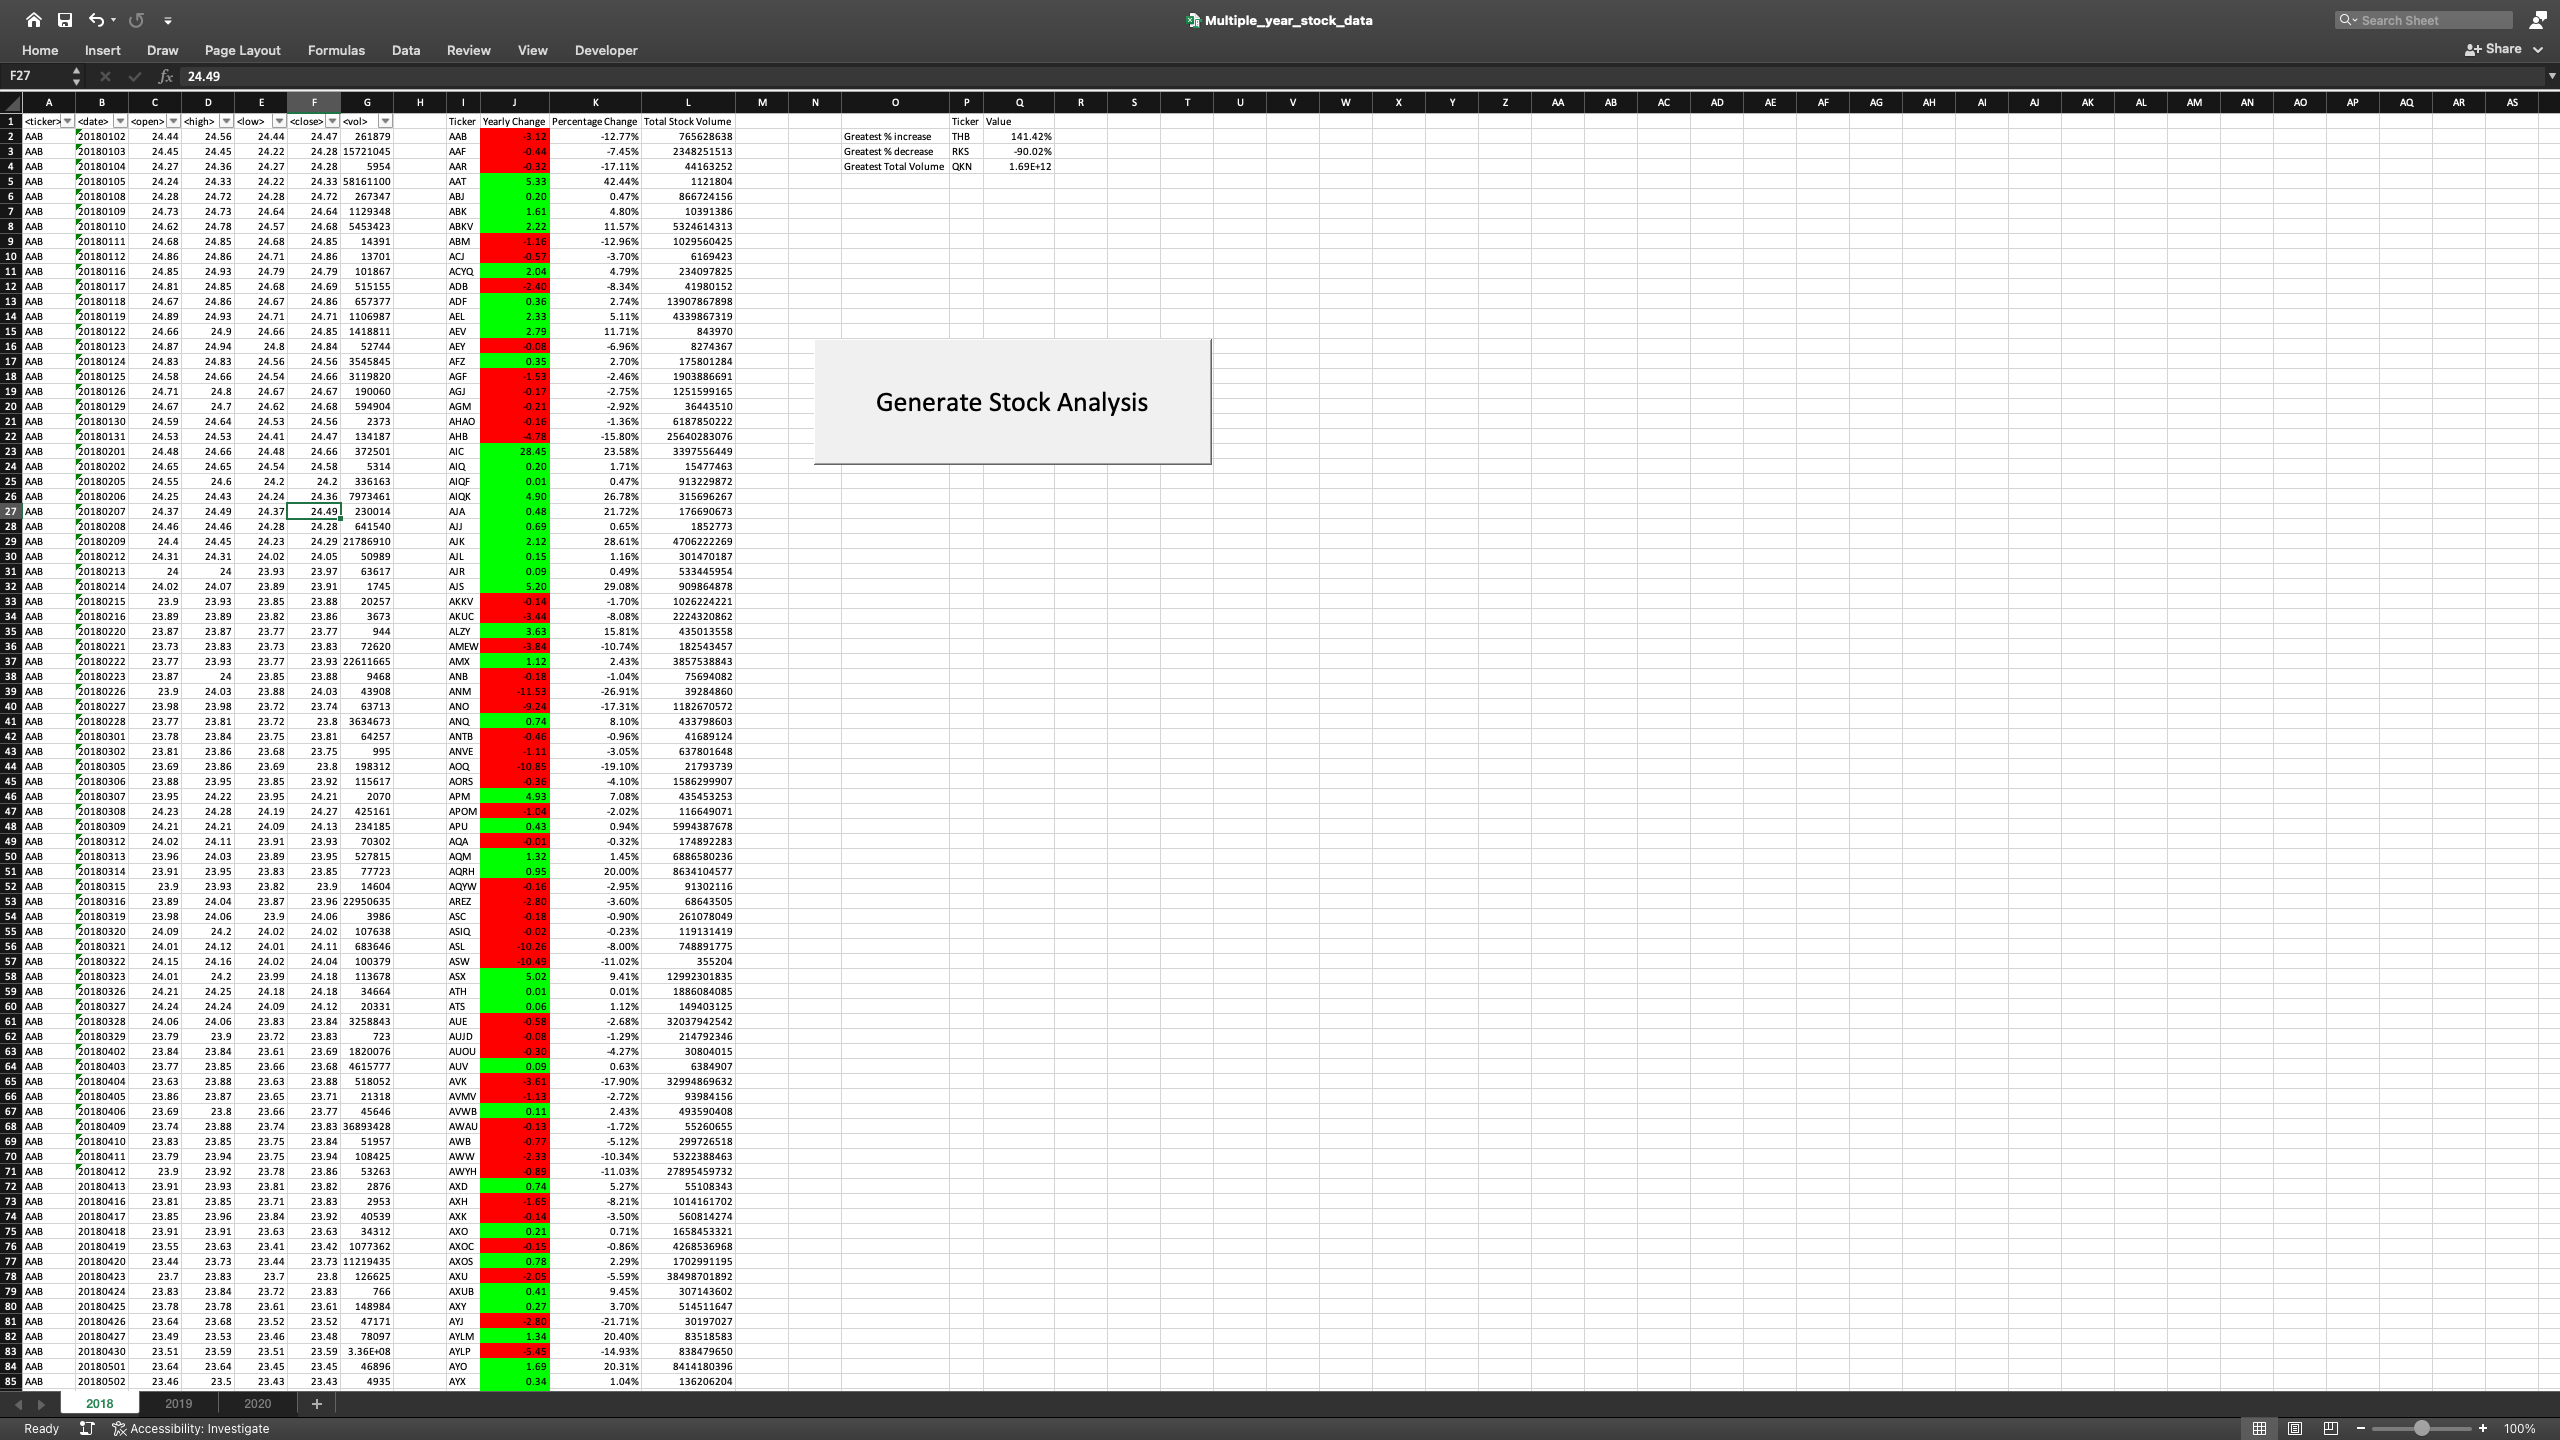 Multiple_year_stock_data
Search Sheet
Home Insert Draw Page Layout Formulas Data Review View Developer
Share
F27 fx 24.49
A B C D E F G H I J K L M N O P Q R S T U V W X Y Z AA AB AC AD AE AF AG AH AI AJ AK AL AM AN AO AP AQ AR AS
1 <ticker> <date> <open> <high> <low> <close> <vol> Ticker Yearly Change Percentage Change Total Stock Volume Ticker Value
2 AAB 20180102 24.44 24.56 24.44 24.47 261879 AAB -3.12 -12.77% 765628638 Greatest % increase THB 141.42%
3 AAB 20180103 24.45 24.45 24.22 24.28 15721045 AAF -0.44 -7.45% 2348251513 Greatest % decrease RKS -90.02%
4 AAB 20180104 24.27 24.36 24.27 24.28 5954 AAR -0.32 -17.11% 44163252 Greatest Total Volume QKN 1.69E+12
5 AAB 20180105 24.24 24.33 24.22 24.33 58161100 AAT 5.33 42.44% 1121804
6 AAB 20180108 24.28 24.72 24.28 24.72 267347 ABJ 0.20 0.47% 866724156
7 AAB 20180109 24.73 24.73 24.64 24.64 1129348 ABK 1.61 4.80% 10391386
8 AAB 20180110 24.62 24.78 24.57 24.68 5453423 ABKV 2.22 11.57% 5324614313
9 AAB 20180111 24.68 24.85 24.68 24.85 14391 ABM -1.16 -12.96% 1029560425
10 AAB 20180112 24.86 24.86 24.71 24.86 13701 ACJ -0.57 -3.70% 6169423
11 AAB 20180116 24.85 24.93 24.79 24.79 101867 ACYQ 2.04 4.79% 234097825
12 AAB 20180117 24.81 24.85 24.68 24.69 515155 ADB -2.40 -8.34% 41980152
13 AAB 20180118 24.67 24.86 24.67 24.86 657377 ADF 0.36 2.74% 13907867898
14 AAB 20180119 24.89 24.93 24.71 24.71 1106987 AEL 2.33 5.11% 4339867319
15 AAB 20180122 24.66 24.9 24.66 24.85 1418811 AEV 2.79 11.71% 843970
16 AAB 20180123 24.87 24.94 24.8 24.84 52744 AEY -0.08 -6.96% 8274367
17 AAB 20180124 24.83 24.83 24.56 24.56 3545845 AFZ 0.35 2.70% 175801284
18 AAB 20180125 24.58 24.66 24.54 24.66 3119820 AGF -1.53 -2.46% 1903886691
19 AAB 20180126 24.71 24.8 24.67 24.67 190060 AGJ -0.17 -2.75% 1251599165
20 AAB 20180129 24.67 24.7 24.62 24.68 594904 AGM -0.21 -2.92% 36443510
Generate Stock Analysis
21 AAB 20180130 24.59 24.64 24.53 24.56 2373 AHAO -0.16 -1.36% 6187850222
22 AAB 20180131 24.53 24.53 24.41 24.47 134187 AHB -4.78 -15.80% 25640283076
23 AAB 20180201 24.48 24.66 24.48 24.66 372501 AIC 28.45 23.58% 3397556449
24 AAB 20180202 24.65 24.65 24.54 24.58 5314 AIQ 0.20 1.71% 15477463
25 AAB 20180205 24.55 24.6 24.2 24.2 336163 AIQF 0.01 0.47% 913229872
26 AAB 20180206 24.25 24.43 24.24 24.36 7973461 AIQK 4.90 26.78% 315696267
27 AAB 20180207 24.37 24.49 24.37 24.49 230014 AJA 0.48 21.72% 176690673
28 AAB 20180208 24.46 24.46 24.28 24.28 641540 AJJ 0.69 0.65% 1852773
29 AAB 20180209 24.4 24.45 24.23 24.29 21786910 AJK 2.12 28.61% 4706222269
30 AAB 20180212 24.31 24.31 24.02 24.05 50989 AJL 0.15 1.16% 301470187
31 AAB 20180213 24 24 23.93 23.97 63617 AJR 0.09 0.49% 533445954
32 AAB 20180214 24.02 24.07 23.89 23.91 1745 AJS 5.20 29.08% 909864878
33 AAB 20180215 23.9 23.93 23.85 23.88 20257 AKKV -0.14 -1.70% 1026224221
34 AAB 20180216 23.89 23.89 23.82 23.86 3673 AKUC -3.44 -8.08% 2224320862
35 AAB 20180220 23.87 23.87 23.77 23.77 944 ALZY 3.63 15.81% 435013558
36 AAB 20180221 23.73 23.83 23.73 23.83 72620 AMEW -3.84 -10.74% 182543457
37 AAB 20180222 23.77 23.93 23.77 23.93 22611665 AMX 1.12 2.43% 3857538843
38 AAB 20180223 23.87 24 23.85 23.88 9468 ANB -0.18 -1.04% 75694082
39 AAB 20180226 23.9 24.03 23.88 24.03 43908 ANM -11.53 -26.91% 39284860
40 AAB 20180227 23.98 23.98 23.72 23.74 63713 ANO -9.24 -17.31% 1182670572
41 AAB 20180228 23.77 23.81 23.72 23.8 3634673 ANQ 0.74 8.10% 433798603
42 AAB 20180301 23.78 23.84 23.75 23.81 64257 ANTB -0.46 -0.96% 41689124
43 AAB 20180302 23.81 23.86 23.68 23.75 995 ANVE -1.11 -3.05% 637801648
44 AAB 20180305 23.69 23.86 23.69 23.8 198312 AOQ -10.85 -19.10% 21793739
45 AAB 20180306 23.88 23.95 23.85 23.92 115617 AORS -0.36 -4.10% 1586299907
46 AAB 20180307 23.95 24.22 23.95 24.21 2070 APM 4.93 7.08% 435453253
47 AAB 20180308 24.23 24.28 24.19 24.27 425161 APOM -1.04 -2.02% 116649071
48 AAB 20180309 24.21 24.21 24.09 24.13 234185 APU 0.43 0.94% 5994387678
49 AAB 20180312 24.02 24.11 23.91 23.93 70302 AQA -0.01 -0.32% 174892283
50 AAB 20180313 23.96 24.03 23.89 23.95 527815 AQM 1.32 1.45% 6886580236
51 AAB 20180314 23.91 23.95 23.83 23.85 77723 AQRH 0.95 20.00% 8634104577
52 AAB 20180315 23.9 23.93 23.82 23.9 14604 AQYW -0.16 -2.95% 91302116
53 AAB 20180316 23.89 24.04 23.87 23.96 22950635 AREZ -2.80 -3.60% 68643505
54 AAB 20180319 23.98 24.06 23.9 24.06 3986 ASC -0.18 -0.90% 261078049
55 AAB 20180320 24.09 24.2 24.02 24.02 107638 ASIQ -0.02 -0.23% 119131419
56 AAB 20180321 24.01 24.12 24.01 24.11 683646 ASL -10.26 -8.00% 748891775
57 AAB 20180322 24.15 24.16 24.02 24.04 100379 ASW -10.49 -11.02% 355204
58 AAB 20180323 24.01 24.2 23.99 24.18 113678 ASX 5.02 9.41% 12992301835
59 AAB 20180326 24.21 24.25 24.18 24.18 34664 ATH 0.01 0.01% 1886084085
60 AAB 20180327 24.24 24.24 24.09 24.12 20331 ATS 0.06 1.12% 149403125
61 AAB 20180328 24.06 24.06 23.83 23.84 3258843 AUE -0.58 -2.68% 32037942542
62 AAB 20180329 23.79 23.9 23.72 23.83 723 AUJD -0.08 -1.29% 214792346
63 AAB 20180402 23.84 23.84 23.61 23.69 1820076 AUOU -0.30 -4.27% 30804015
64 AAB 20180403 23.77 23.85 23.66 23.68 4615777 AUV 0.09 0.63% 6384907
65 AAB 20180404 23.63 23.88 23.63 23.88 518052 AVK -3.61 -17.90% 32994869632
66 AAB 20180405 23.86 23.87 23.65 23.71 21318 AVMV -1.13 -2.72% 93984156
67 AAB 20180406 23.69 23.8 23.66 23.77 45646 AVWB 0.11 2.43% 493590408
68 AAB 20180409 23.74 23.88 23.74 23.83 36893428 AWAU -0.13 -1.72% 55260655
69 AAB 20180410 23.83 23.85 23.75 23.84 51957 AWB -0.77 -5.12% 299726518
70 AAB 20180411 23.79 23.94 23.75 23.94 108425 AWW -2.33 -10.34% 5322388463
71 AAB 20180412 23.9 23.92 23.78 23.86 53263 AWYH -0.89 -11.03% 27895459732
72 AAB 20180413 23.91 23.93 23.81 23.82 2876 AXD 0.74 5.27% 55108343
73 AAB 20180416 23.81 23.85 23.71 23.83 2953 AXH -1.65 -8.21% 1014161702
74 AAB 20180417 23.85 23.96 23.84 23.92 40539 AXK -0.14 -3.50% 560814274
75 AAB 20180418 23.91 23.91 23.63 23.63 34312 AXO 0.21 0.71% 1658453321
76 AAB 20180419 23.55 23.63 23.41 23.42 1077362 AXOC -0.15 -0.86% 4268536968
77 AAB 20180420 23.44 23.73 23.44 23.73 11219435 AXOS 0.78 2.29% 1702991195
78 AAB 20180423 23.7 23.83 23.7 23.8 126625 AXU -2.05 -5.59% 38498701892
79 AAB 20180424 23.83 23.84 23.72 23.83 766 AXUB 0.41 9.45% 307143602
80 AAB 20180425 23.78 23.78 23.61 23.61 148984 AXY 0.27 3.70% 514511647
81 AAB 20180426 23.64 23.68 23.52 23.52 47171 AYJ -2.80 -21.71% 30197027
82 AAB 20180427 23.49 23.53 23.46 23.48 78097 AYLM 1.34 20.40% 83518583
83 AAB 20180430 23.51 23.59 23.51 23.59 3.36E+08 AYLP -5.45 -14.93% 838479650
84 AAB 20180501 23.64 23.64 23.45 23.45 46896 AYO 1.69 20.31% 8414180396
85 AAB 20180502 23.46 23.5 23.43 23.43 4935 AYX 0.34 1.04% 136206204
2018 2019 2020 +
Ready Accessibility: Investigate 100%